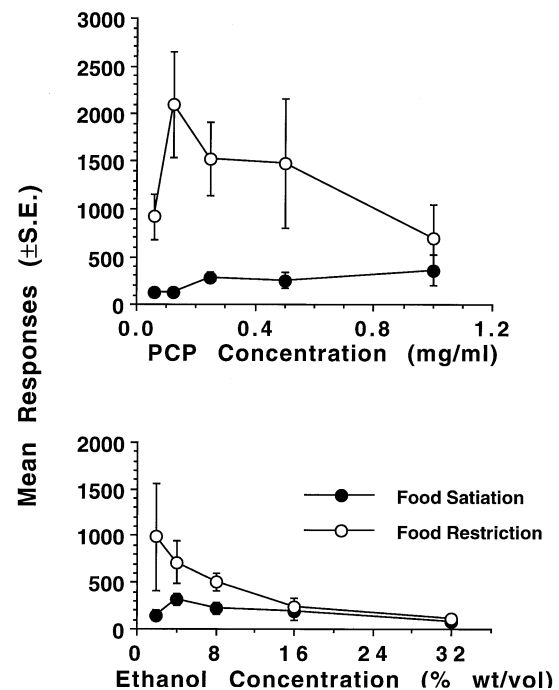 3000
2500
2000
1500
1000
500
0
0.0 0.4 0.8 1.2
PCP Concentration (mg/ml)
Mean Responses (±S.E.)
2000
1500
1000
500
0
Food Satiation
Food Restriction
0 8 16 24 32
Ethanol Concentration (% wt/vol)